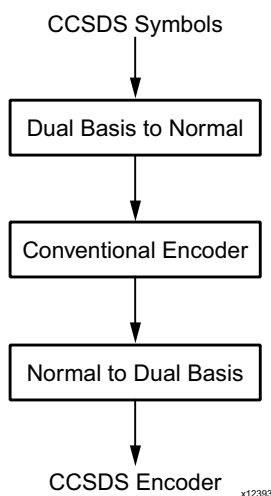 CCSDS Symbols
Dual Basis to Normal
Conventional Encoder
Normal to Dual Basis
CCSDS Encoder
x12393